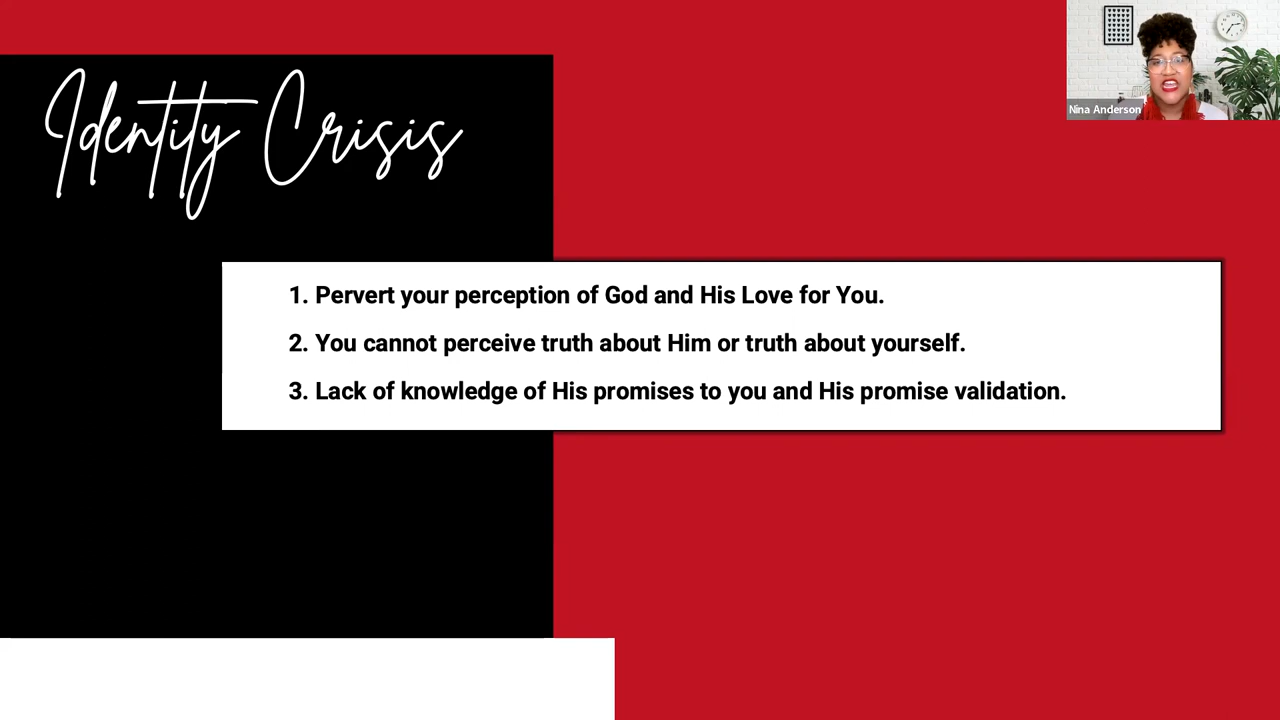 Identity Crisis
Nina Anderson
1. Pervert your perception of God and His Love for You.
2. You cannot perceive truth about Him or truth about yourself.
3. Lack of knowledge of His promises to you and His promise validation.